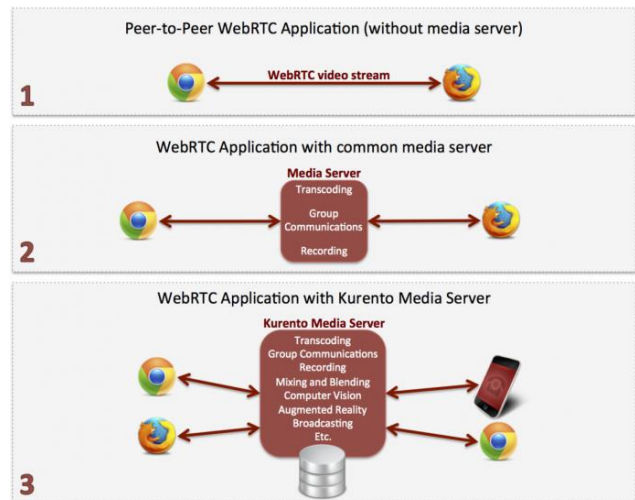 Peer-to-Peer WebRTC Application (without media server)
WebRTC video stream
1
WebRTC Application with common media server
Media Server
Transcoding
Group
Communications
Recording
2
WebRTC Application with Kurento Media Server
Kurento Media Server
Transcoding
Group Communications
Recording
Mixing and Blending
Computer Vision
Augmented Reality
Broadcasting
Etc.
3